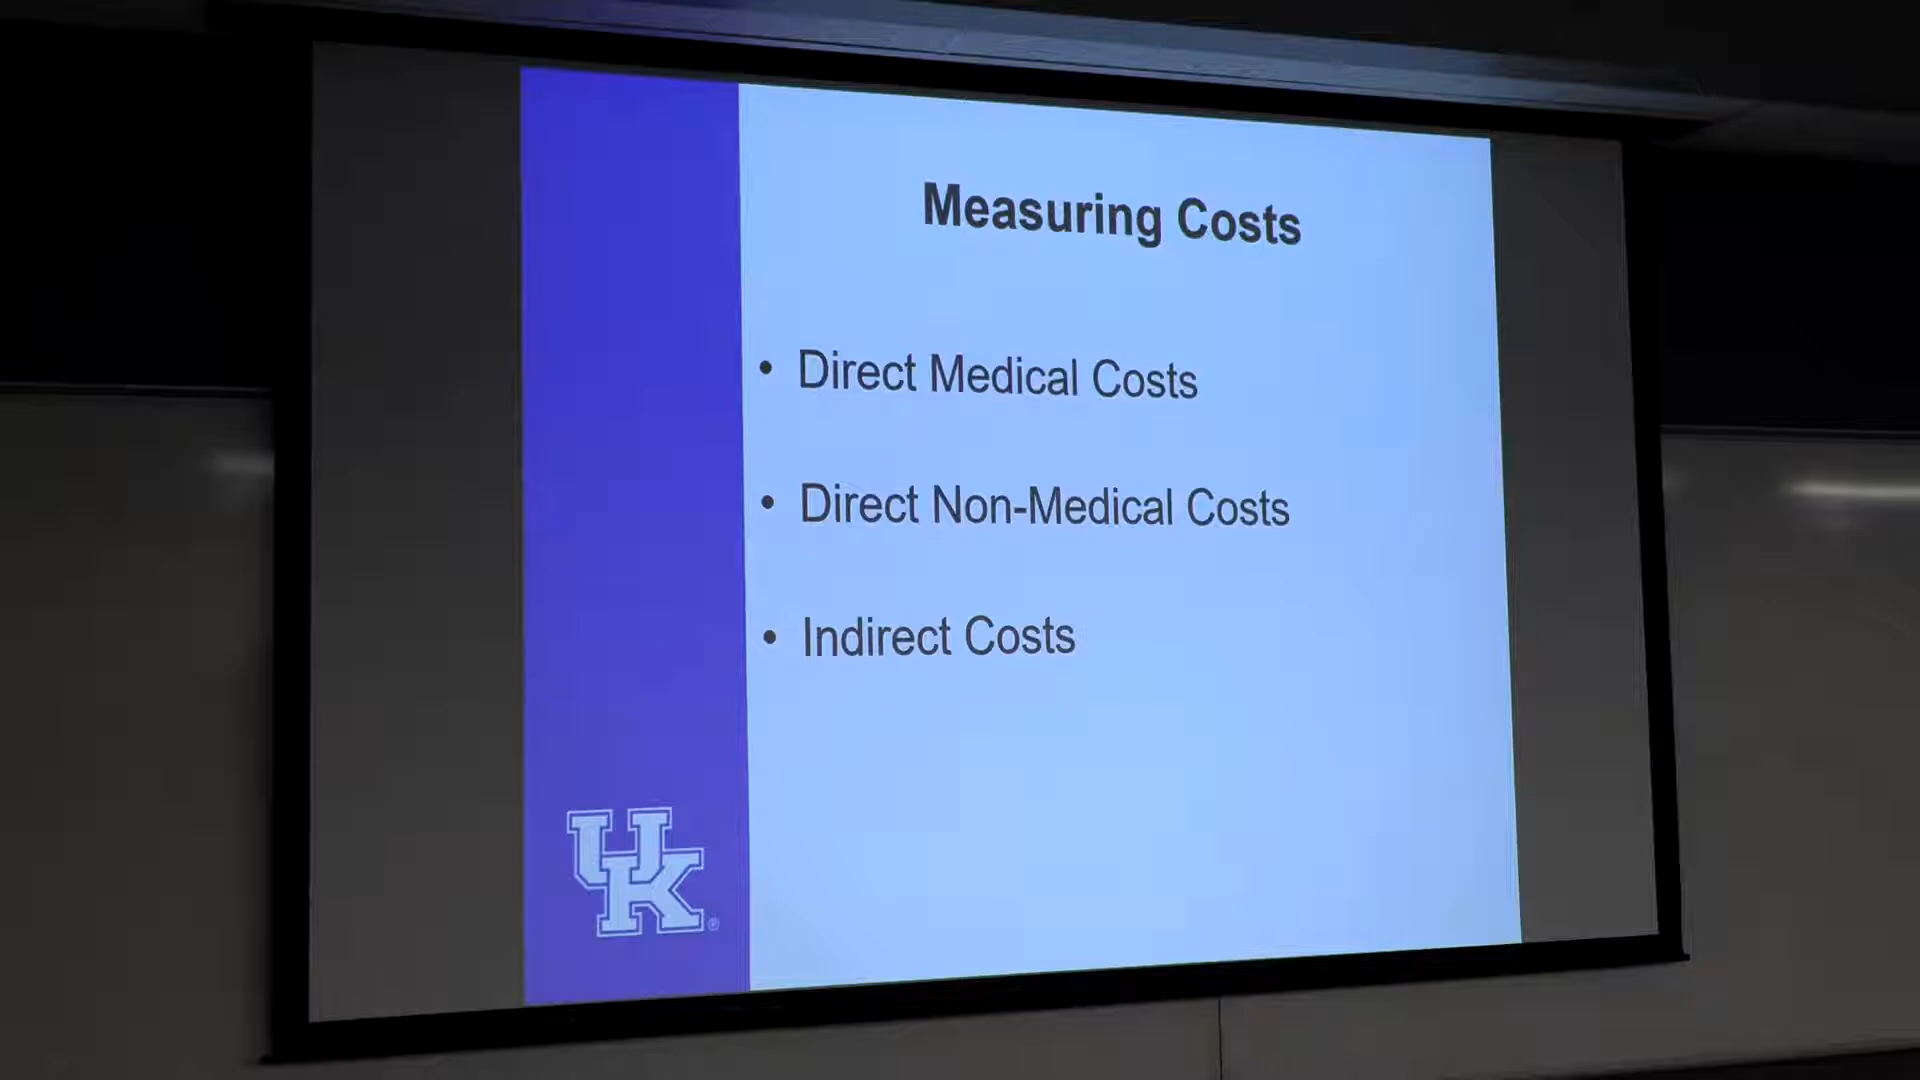 Measuring Costs
• Direct Medical Costs
• Direct Non-Medical Costs
• Indirect Costs
UK®